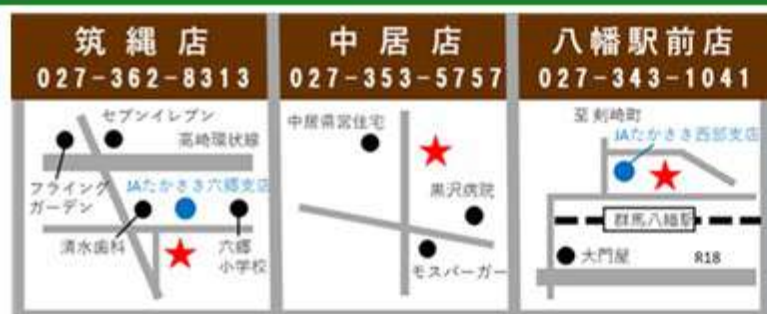 筑縄店
027-362-8313
セブンイレブン
高崎環状線
フライング
ガーデン
JAたかさき六郷支店
清水歯科
六郷
小学校
中居店
027-353-5757
中居県営住宅
黒沢病院
モスバーガー
八幡駅前店
027-343-1041
至 剣崎町
JAたかさき西部支店
群馬八幡駅
大門屋
R18